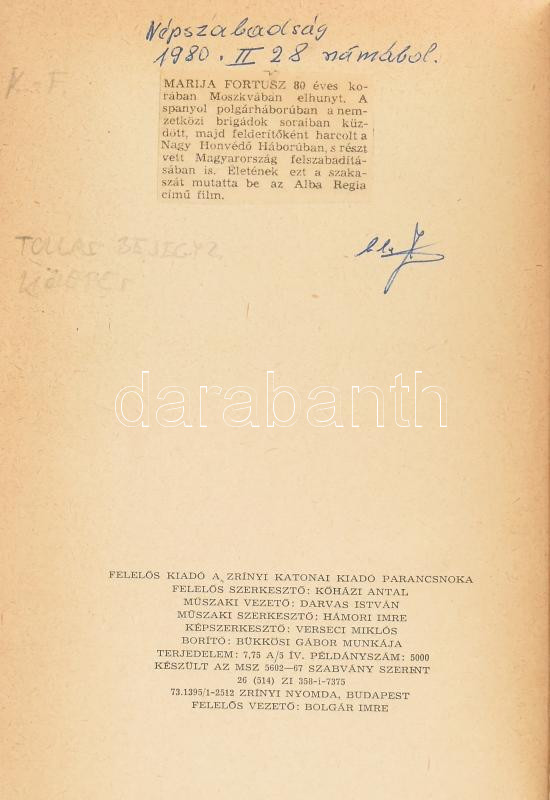 Népszabadság
1980. II 28 számából.
MARIJA FORTUSZ 80 éves ko-
rában Moszkvában elhunyt. A
spanyol polgárháborúban a nem-
zetközi brigádok soraiban küz-
dött, majd felderítőként harcolt a
Nagy Honvédő Háborúban, s részt
vett Magyarország felszabadítá-
sában is. Életének ezt a szaka-
szát mutatta be az Alba Regia
című film.
TOLLAS BEJEGYZ.
darabanth
FELELŐS KIADÓ A ZRÍNYI KATONAI KIADÓ PARANCSNOKA
FELELŐS SZERKESZTŐ: KŐHÁZI ANTAL
MŰSZAKI VEZETŐ: DARVAS ISTVÁN
MŰSZAKI SZERKESZTŐ: HÁMORI IMRE
KÉPSZERKESZTŐ: VERSECI MIKLÓS
BORÍTÓ: BÜKKÖSI GÁBOR MUNKÁJA
TERJEDELEM: 7,75 A/5 ÍV. PÉLDÁNYSZÁM: 5000
KÉSZÜLT AZ MSZ 5602—67 SZABVÁNY SZERINT
26 (514) ZI 358-i-7375
73.1395/1-2512 ZRÍNYI NYOMDA, BUDAPEST
FELELŐS VEZETŐ: BOLGÁR IMRE